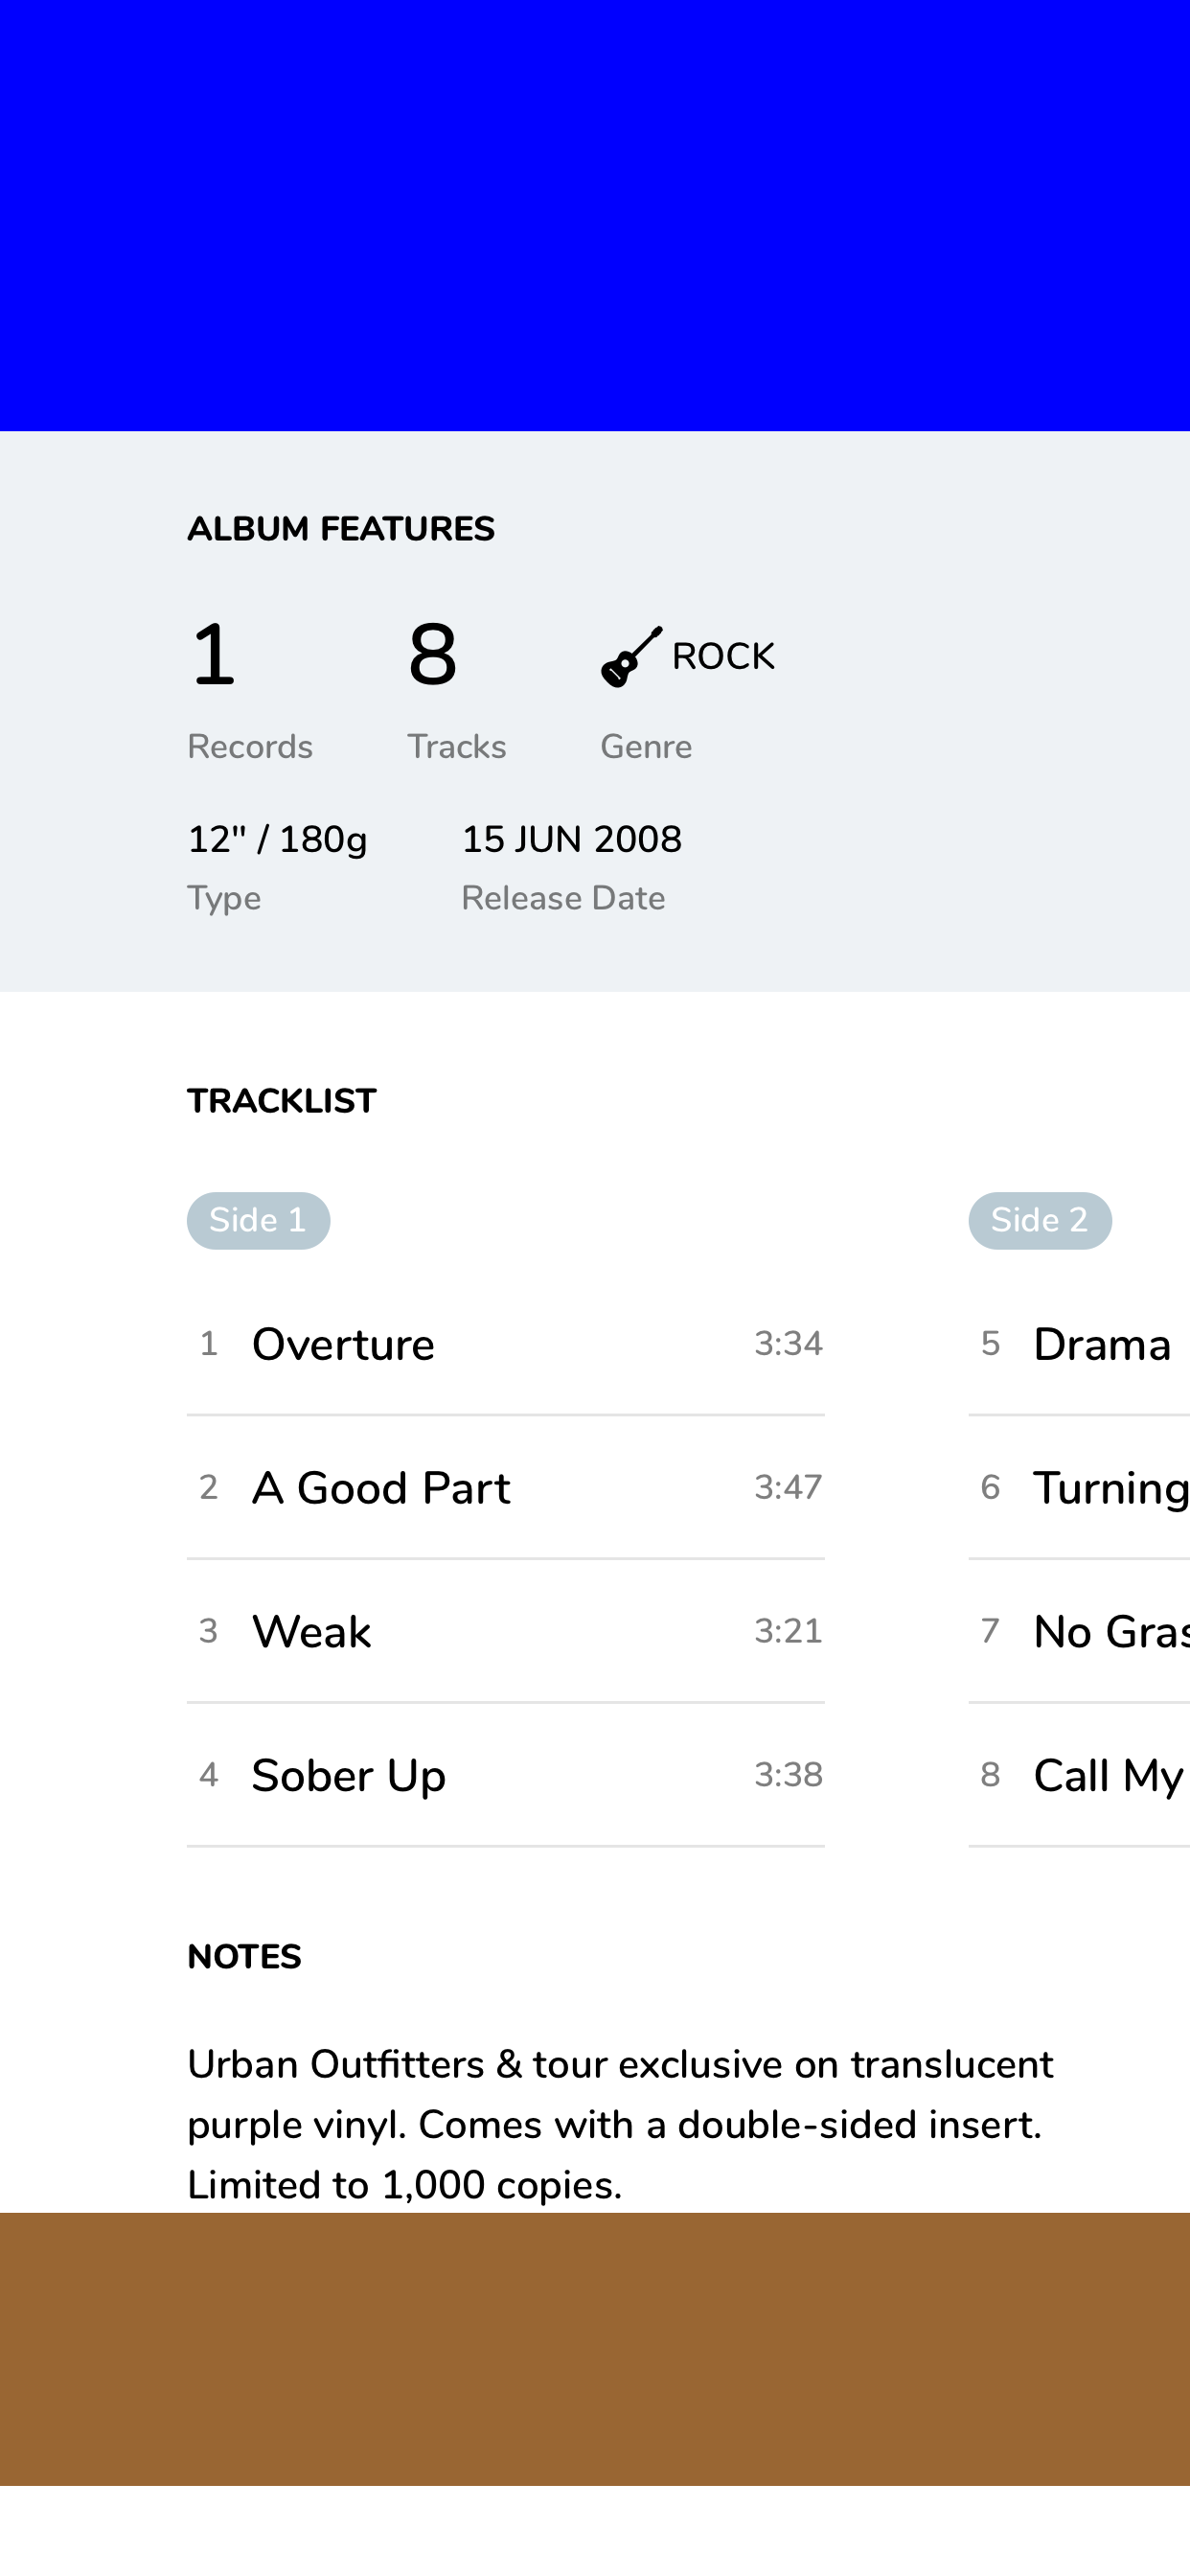 ALBUM FEATURES
1 8 ROCK
Records Tracks Genre
12" / 180g 15 JUN 2008
Type Release Date
TRACKLIST
Side 1
1 Overture 3:34
2 A Good Part 3:47
3 Weak 3:21
4 Sober Up 3:38
Side 2
5 Drama
6 Turning
7 No
8 Call My
NOTES
Urban Outfitters & tour exclusive on translucent
purple vinyl. Comes with a double-sided insert.
Limited to 1,000 copies.